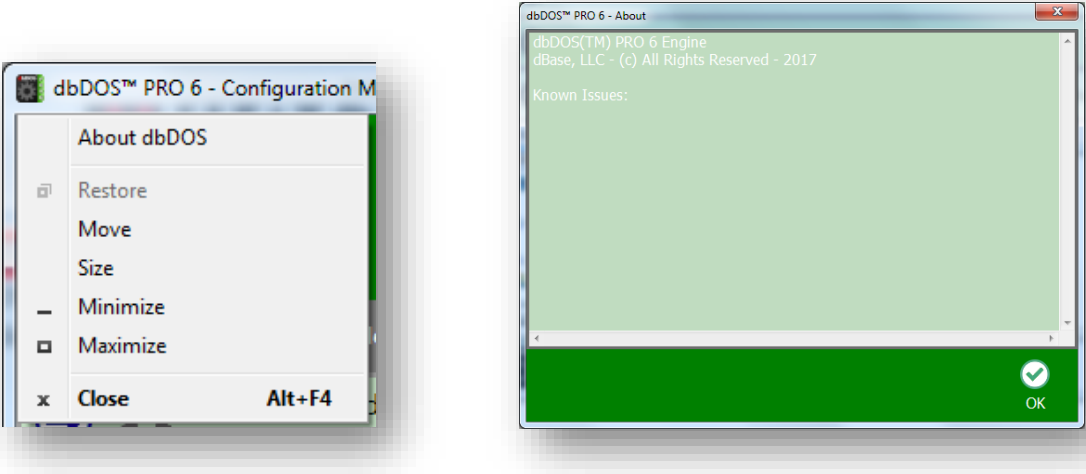 dbDOS™ PRO 6 - Configuration M
About dbDOS
Restore
Move
Size
Minimize
Maximize
Close Alt+F4
dbDOS™ PRO 6 - About
dbDOS(TM) PRO 6 Engine
dBase, LLC - (c) All Rights Reserved - 2017
Known Issues:
OK